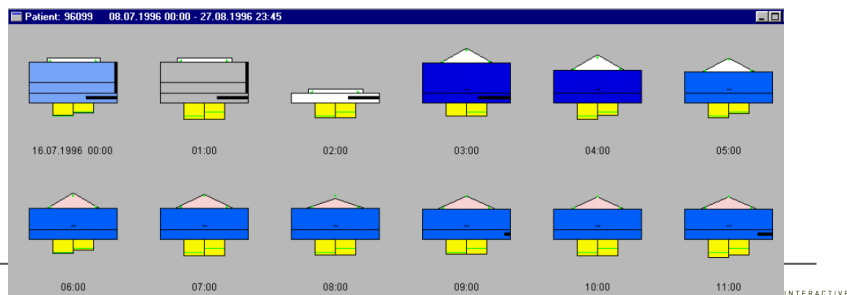 Patient: 96099 08.07.1996 00:00 - 27.08.1996 23:45
16.07.1996 00:00 01:00 02:00 03:00 04:00 05:00
~ ~ ~
06:00 07:00 08:00 09:00 10:00 11:00
~ ~ ~ ~ ~ ~
INTERACTIVE